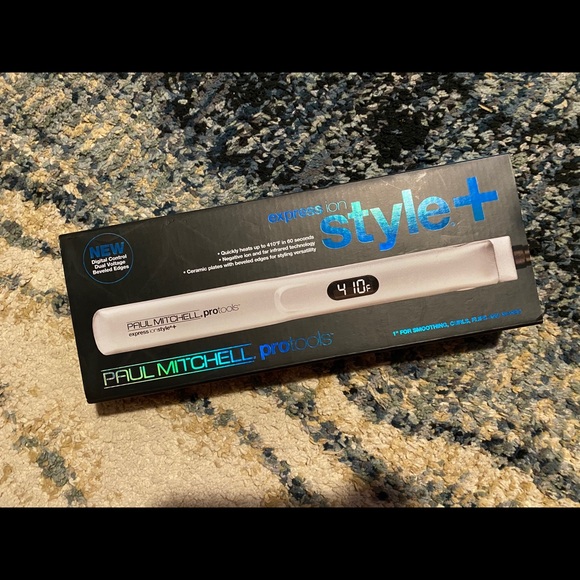 express ion
style+
NEW
Digital Control
Dual Voltage
Beveled Edges
• Quickly heats up to 410°F in 60 seconds
• Negative ion and far infrared technology
• Ceramic plates with beveled edges for styling versatility
410F
PAUL MITCHELL. protools™
express ion style+
PAUL MITCHELL. protools™
1" FOR SMOOTHING, CURLS,